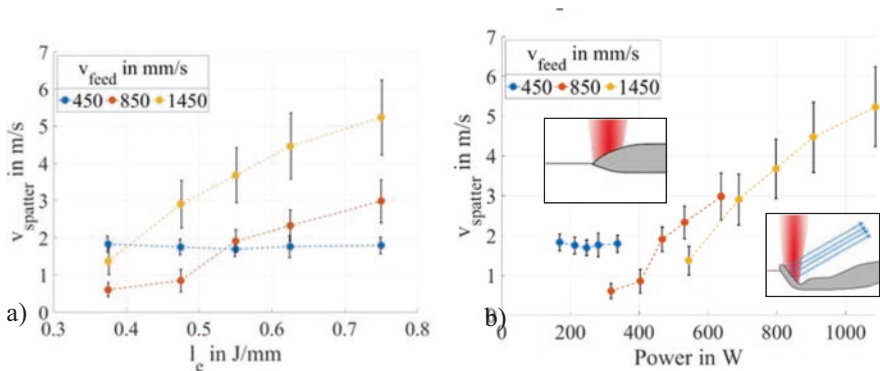 7
6
5
4
3
2
1
0
v_spatter in m/s
v_feed in mm/s
450 850 1450
0.3 0.4 0.5 0.6 0.7 0.8
l_e in J/mm
a)
7
6
5
4
3
2
1
0
v_spatter in m/s
v_feed in mm/s
450 850 1450
0 200 400 600 800 1000
Power in W
b)